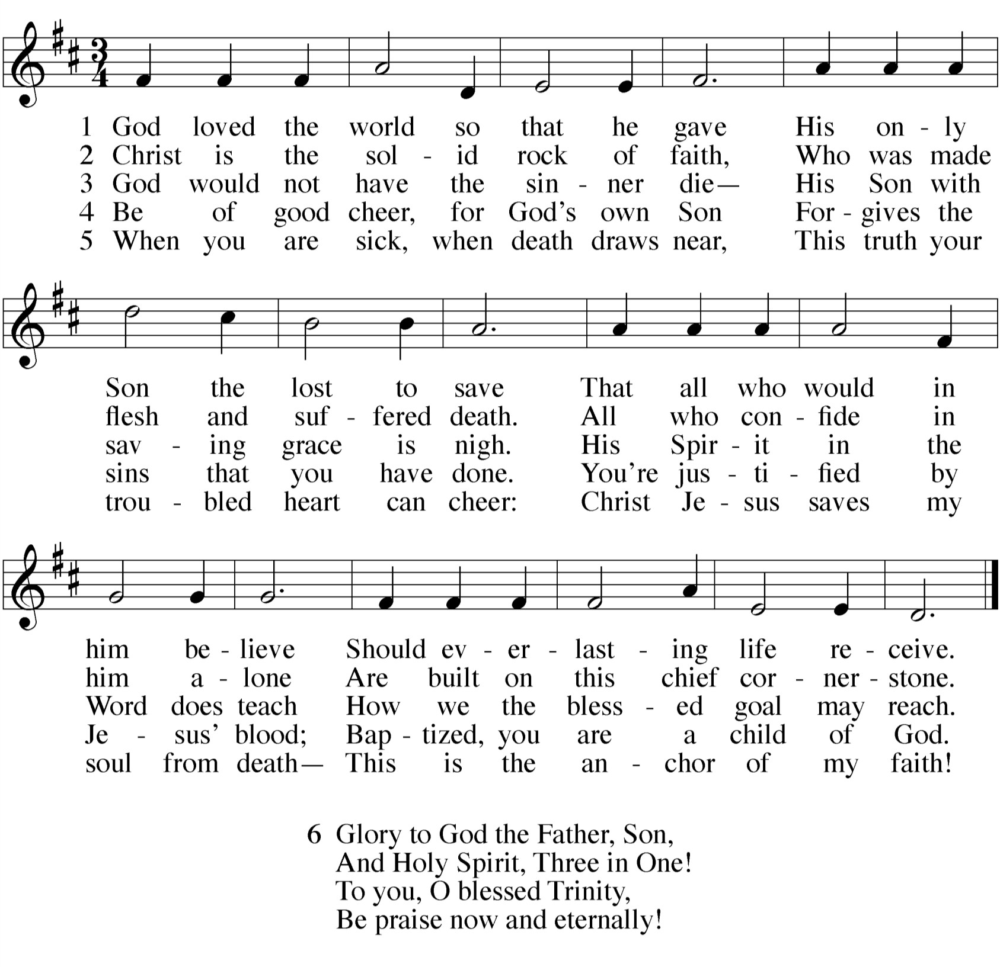 3
4
1 God loved the world so that he gave His on - ly
2 Christ is the sol - id rock of faith, Who was made
3 God would not have the sin - ner die— His Son with
4 Be of good cheer, for God's own Son For - gives the
5 When you are sick, when death draws near, This truth your
Son the lost to save That all who would in
flesh and suf - fered death. All who con - fide in
sav - ing grace is nigh. His Spir - it in the
sins that you have done. You're jus - ti - fied by
trou - bled heart can cheer: Christ Je - sus saves my
him be - lieve Should ev - er - last - ing life re - ceive.
him a - lone Are built on this chief cor - ner - stone.
Word does teach How we the bless - ed goal may reach.
Je - sus' blood; Bap - tized, you are a child of God.
soul from death— This is the an - chor of my faith!
6 Glory to God the Father, Son,
And Holy Spirit, Three in One!
To you, O blessed Trinity,
Be praise now and eternally!